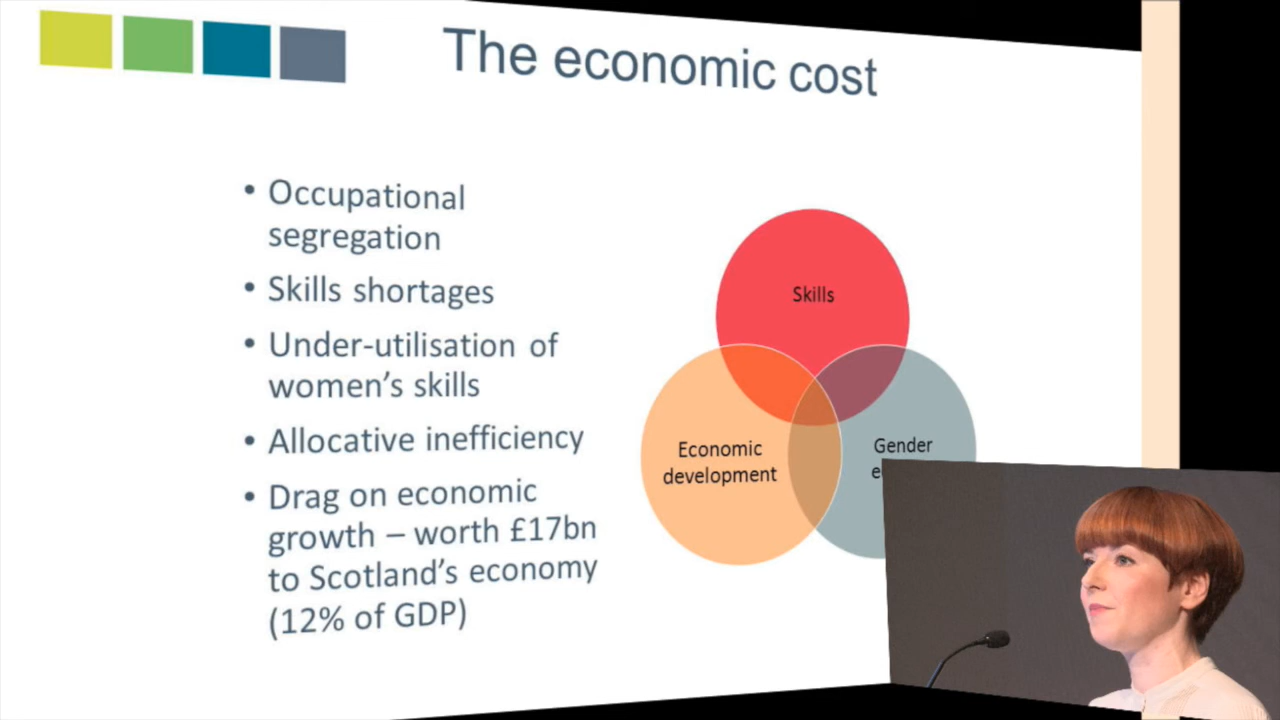 The economic cost
• Occupational
segregation
• Skills shortages
• Under-utilisation of
women’s skills
• Allocative inefficiency
• Drag on economic
growth – worth £17bn
to Scotland’s economy
(12% of GDP)
Skills
Economic
development
Gender